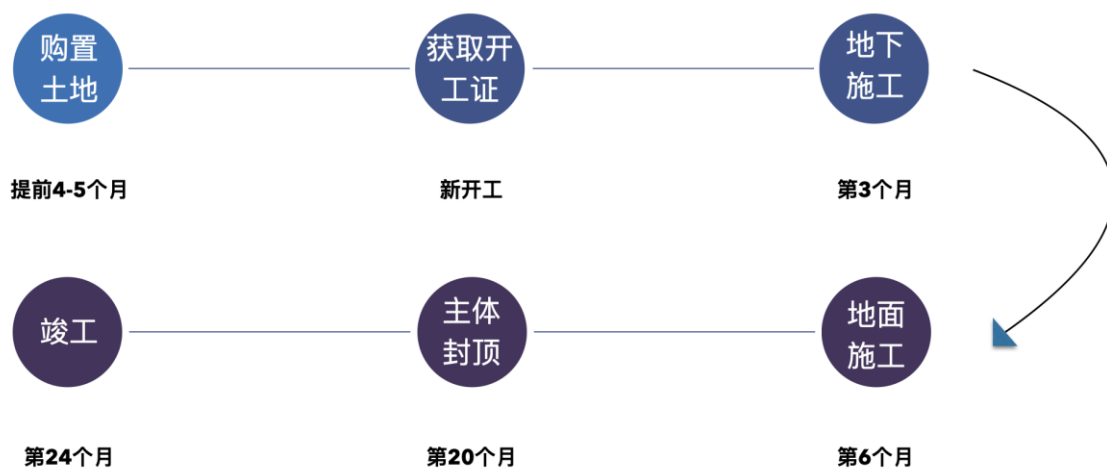 购置
土地
获取开
工证
地下
施工
提前4-5个月
新开工
第3个月
竣工
主体
封顶
地面
施工
第24个月
第20个月
第6个月